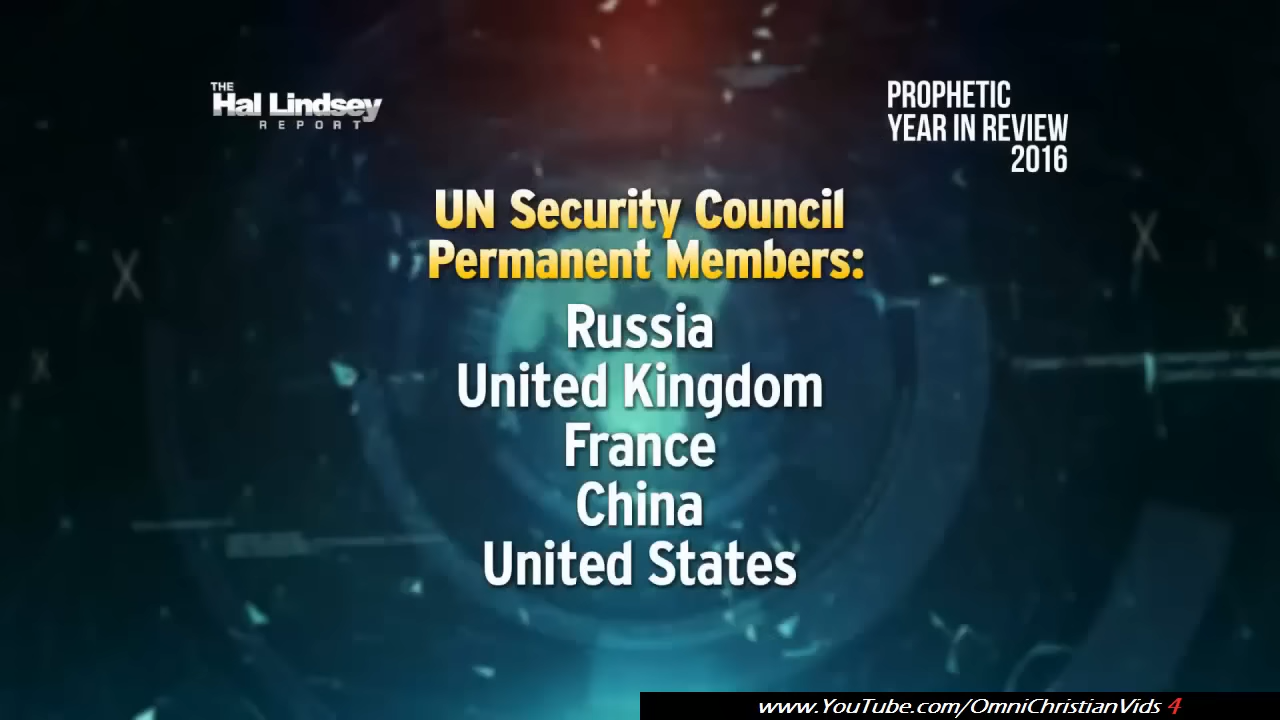 THE
Hal Lindsey
REPORT
PROPHETIC
YEAR IN REVIEW
2016
UN Security Council
Permanent Members:
Russia
United Kingdom
France
China
United States
www.YouTube.com/OmniChristianVids 4